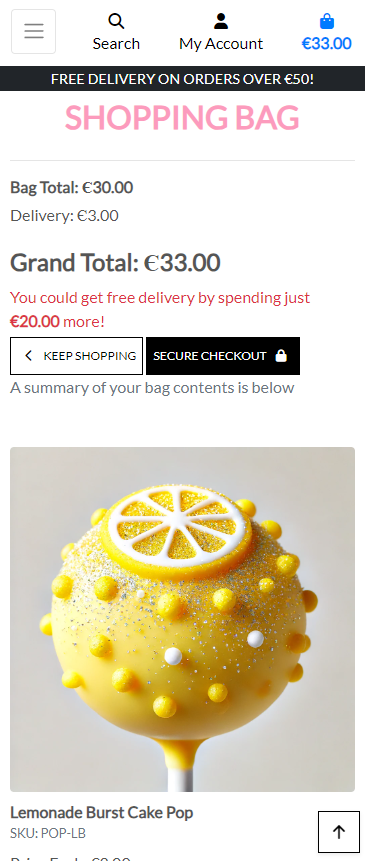 Search
My Account
€33.00
FREE DELIVERY ON ORDERS OVER €50!
SHOPPING BAG
Bag Total: €30.00
Delivery: €3.00
Grand Total: €33.00
You could get free delivery by spending just
€20.00 more!
KEEP SHOPPING
SECURE CHECKOUT
A summary of your bag contents is below
Lemonade Burst Cake Pop
SKU: POP-LB